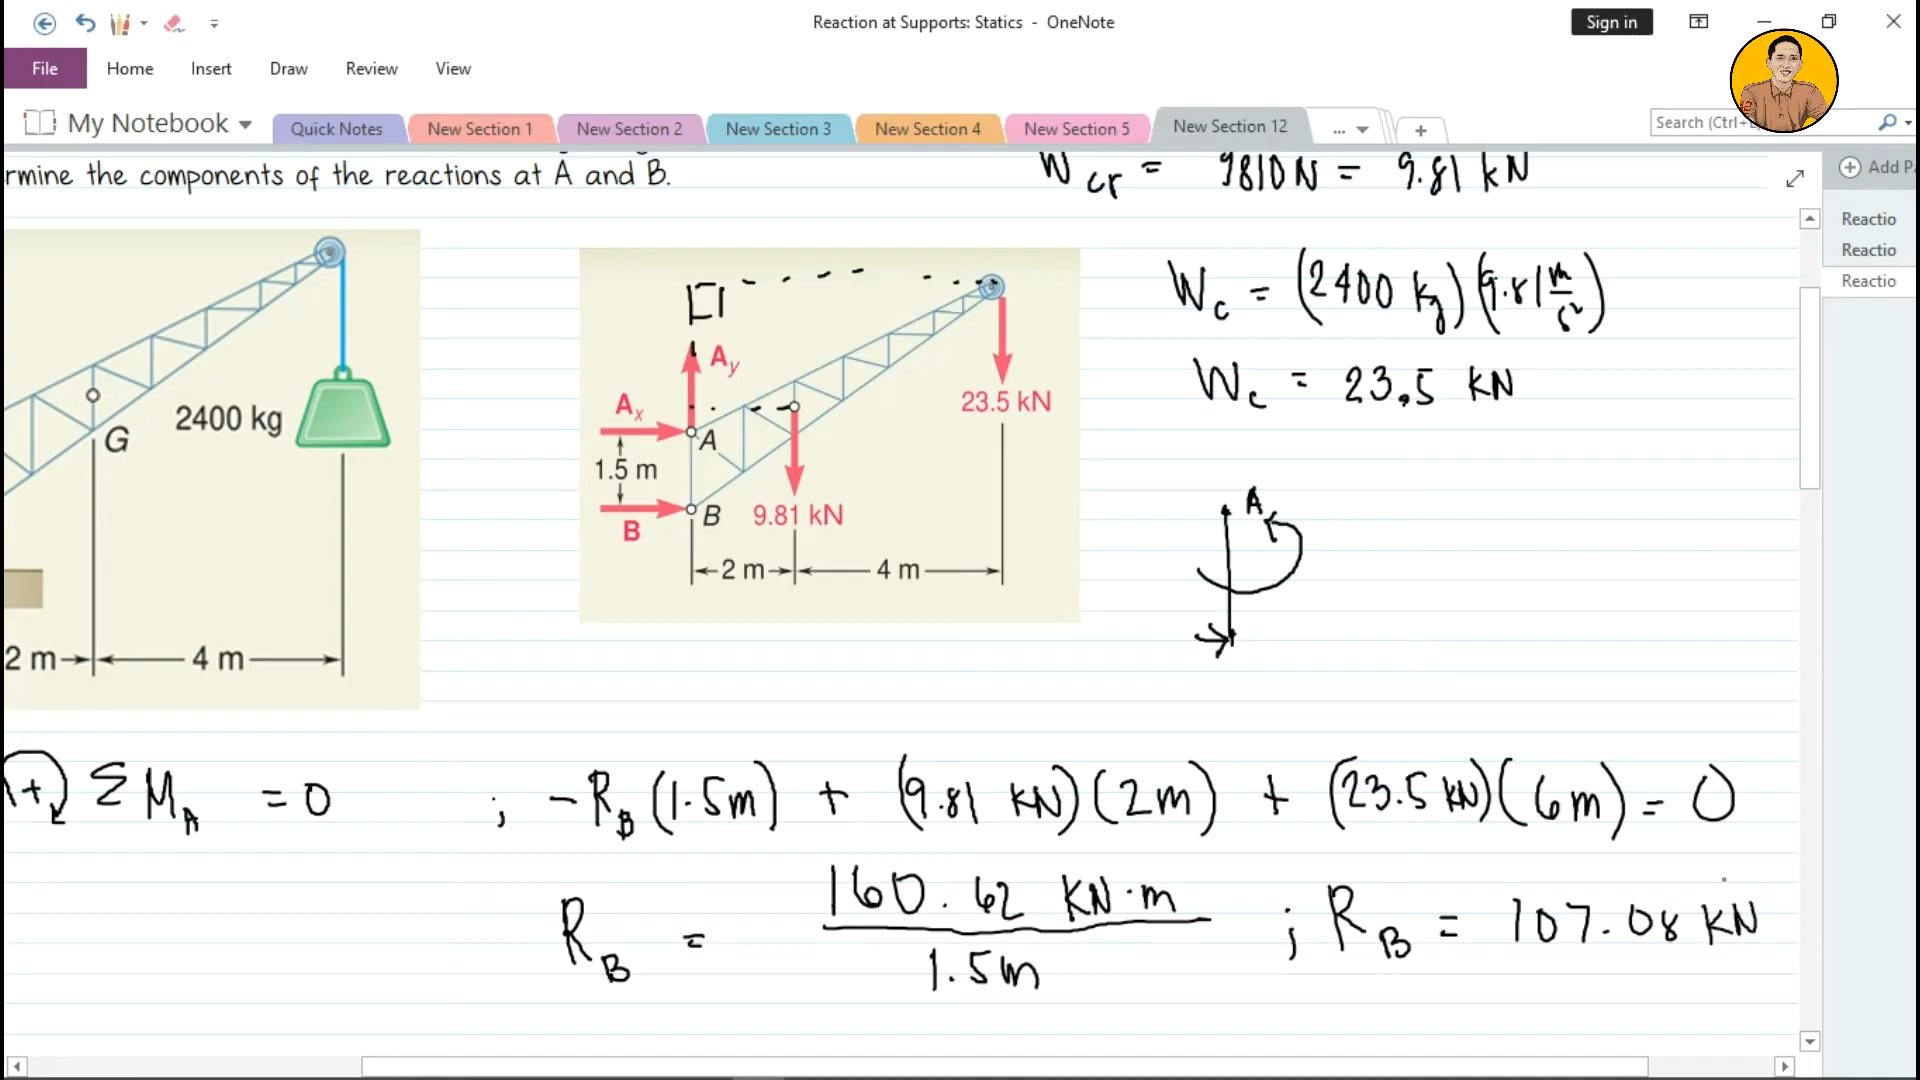 Reaction at Supports: Statics - OneNote
Sign in
File Home Insert Draw Review View
My Notebook Quick Notes New Section 1 New Section 2 New Section 3 New Section 4 New Section 5 New Section 12 ... +
Search (Ctrl+
Add P
Reactio
Reactio
Reactio
rmine the components of the reactions at A and B.
W cr = 9810 N = 9.81 kN
2400 kg
G
2 m
4 m
Ay
Ax
A
1.5 m
B
B
9.81 kN
23.5 kN
2 m
4 m
Wc = (2400 kg)(9.81 m/s²)
Wc = 23.5 KN
A
+ Σ MA = 0 ; -RB (1.5m) + (9.81 KN)(2m) + (23.5 KN)(6m) = 0
RB = 160.62 KN·m / 1.5m ; RB = 107.08 KN